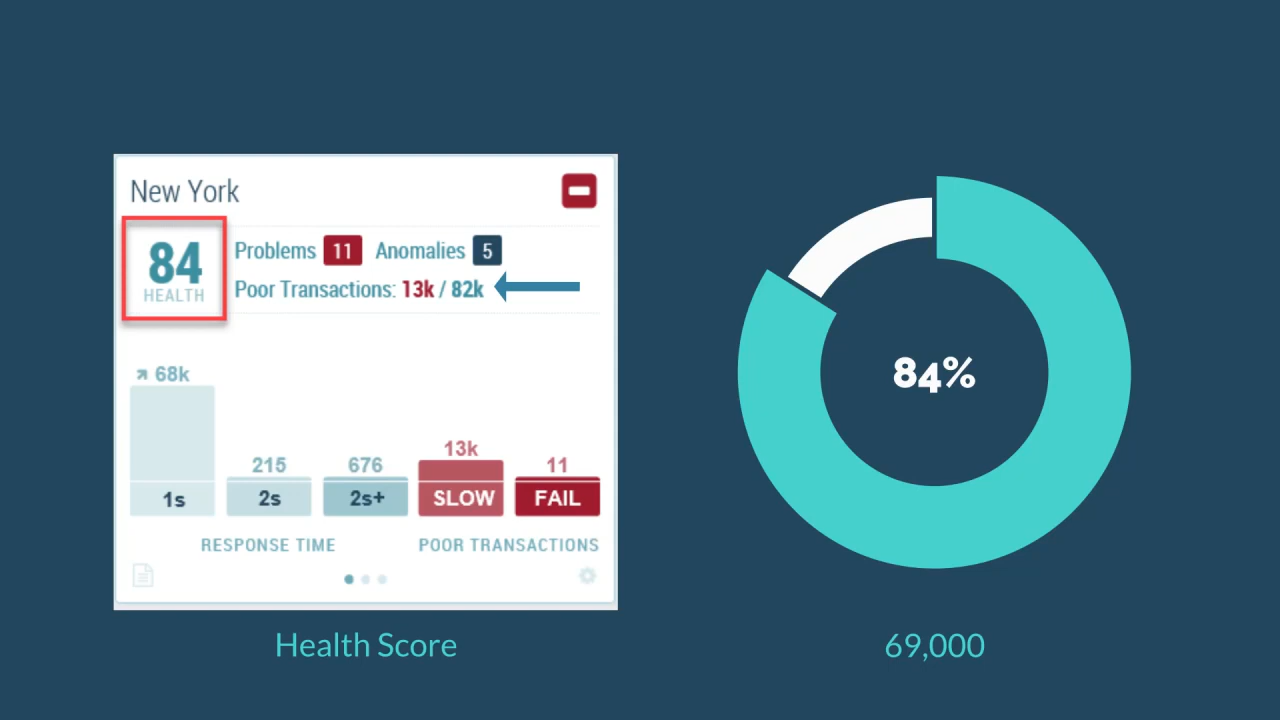 New York
84
HEALTH
Problems 11 Anomalies 5
Poor Transactions: 13k / 82k
68k
215
676
13k
11
1s
2s
2s+
SLOW
FAIL
RESPONSE TIME
POOR TRANSACTIONS
84%
Health Score
69,000